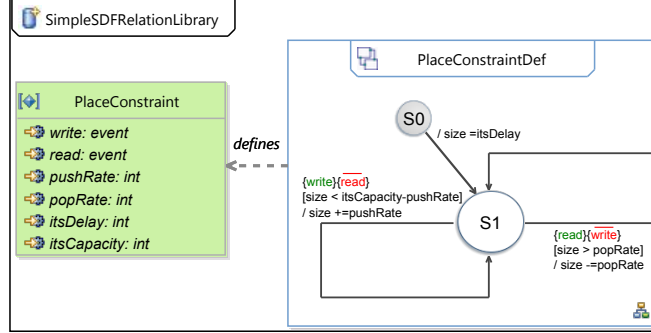 SimpleSDFRelationLibrary
PlaceConstraint
write: event
read: event
pushRate: int
popRate: int
itsDelay: int
itsCapacity: int
defines
PlaceConstraintDef
S0
/ size =itsDelay
{write}{read}
[size < itsCapacity-pushRate]
/ size +=pushRate
S1
{read}{write}
[size > popRate]
/ size -=popRate